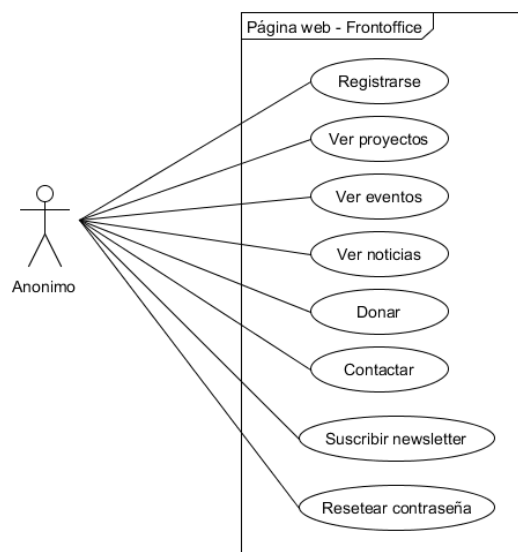 Página web - Frontoffice
Registrarse
Ver proyectos
Ver eventos
Ver noticias
Anonimo
Donar
Contactar
Suscribir newsletter
Resetear contraseña